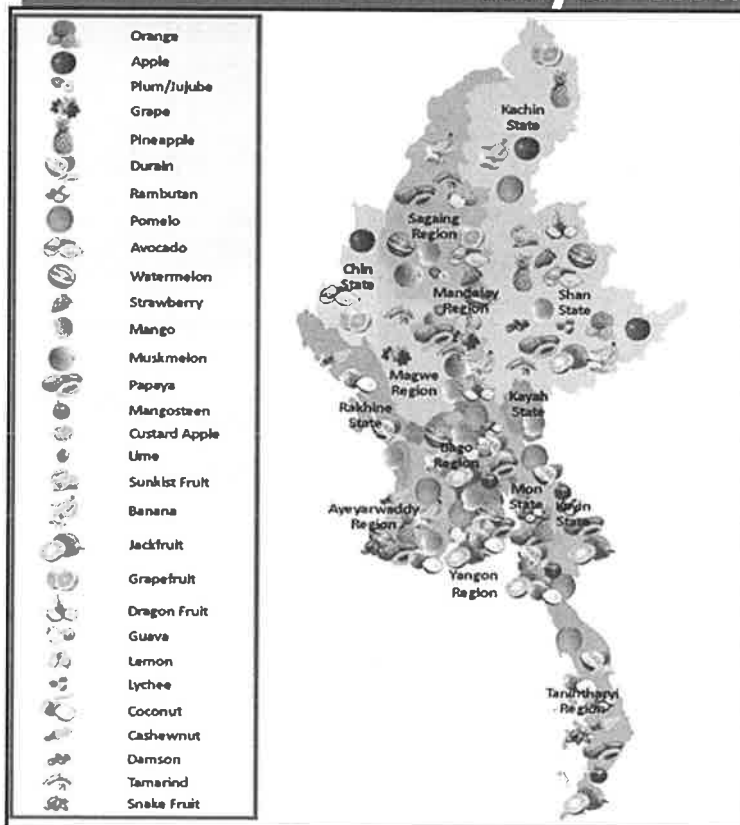 Orange
Apple
Plum/Jujube
Grape
Pineapple
Durain
Rambutan
Pomelo
Avocado
Watermelon
Strawberry
Mango
Muskmelon
Papaya
Mangosteen
Custard Apple
Lime
Sunkist Fruit
Banana
Jackfruit
Grapefruit
Dragon Fruit
Guava
Lemon
Lychee
Coconut
Cashewnut
Damson
Tamarind
Snake Fruit
Kachin
State
Sagaing
Region
Chin
State
Mandalay
Region
Shan
State
Magwe
Region
Rakhine
State
Kayah
State
Bago
Region
Ayeyarwaddy
Region
Mon
State
State
Yangon
Region
Tanintharyi
Region